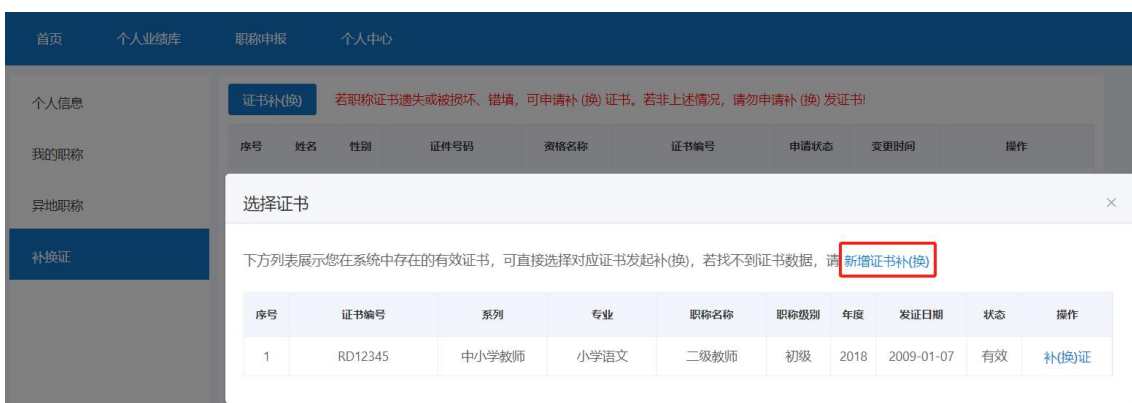 首页 个人业绩库 职称申报 个人中心
个人信息
证书补(换) 若职称证书遗失或被损坏、错填，可申请补 (换) 证书。若非上述情况，请勿申请补 (换) 发证书!
序号 姓名 性别 证件号码 资格名称 证书编号 申请状态 变更时间 操作
我的职称
异地职称
补换证
选择证书 ×
下方列表展示您在系统中存在的有效证书，可直接选择对应证书发起补(换)，若找不到证书数据，请 新增证书补(换)
序号 证书编号 系列 专业 职称名称 职称级别 年度 发证日期 状态 操作
1 RD12345 中小学教师 小学语文 二级教师 初级 2018 2009-01-07 有效 补(换)证